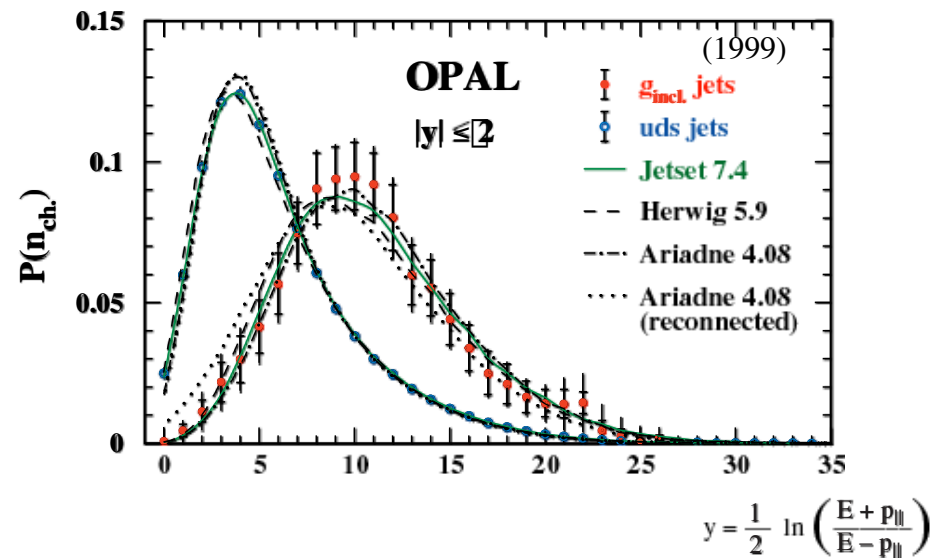 0.15
(1999)
OPAL
g_incl. jets
|y| ≤ 2
uds jets
0.1
Jetset 7.4
Herwig 5.9
P(n_ch.)
Ariadne 4.08
0.05
Ariadne 4.08
(reconnected)
0
0 5 10 15 20 25 30 35
y = 1/2 ln ( (E + p_||) / (E − p_||) )